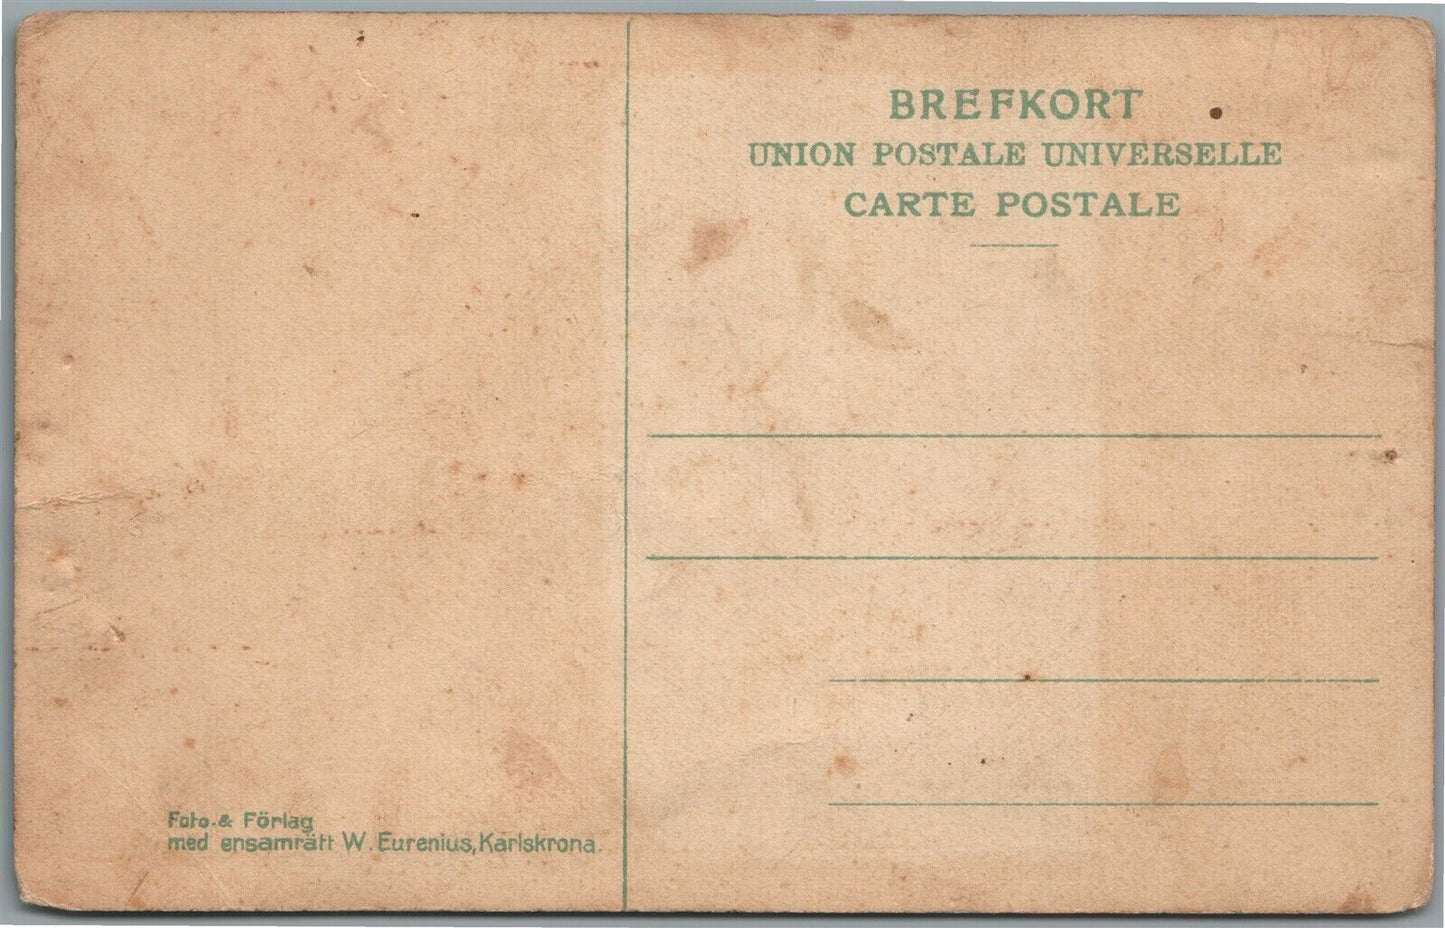 BREFKORT
UNION POSTALE UNIVERSELLE
CARTE POSTALE
Foto.& Förlag
med ensamrätt W. Eurenius, Karlskrona.